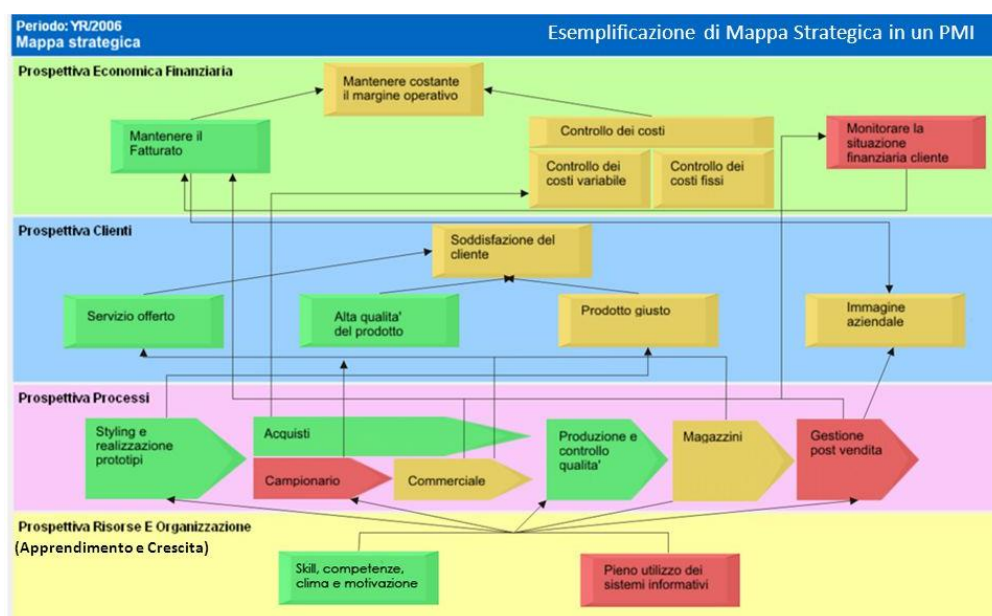 Periodo: YR/2006
Mappa strategica
Esemplificazione di Mappa Strategica in un PMI
Prospettiva Economica Finanziaria
Mantenere costante
il margine operativo
Mantenere il
Fatturato
Controllo dei costi
Monitorare la
situazione
finanziaria cliente
Controllo dei
costi variabile
Controllo dei
costi fissi
Prospettiva Clienti
Soddisfazione del
cliente
Servizio offerto
Alta qualita'
del prodotto
Prodotto giusto
Immagine
aziendale
Prospettiva Processi
Styling e
realizzazione
prototipi
Acquisti
Campionario
Commerciale
Produzione e
controllo
qualita'
Magazzini
Gestione
post vendita
Prospettiva Risorse E Organizzazione
(Apprendimento e Crescita)
Skill, competenze,
clima e motivazione
Pieno utilizzo dei
sistemi informativi